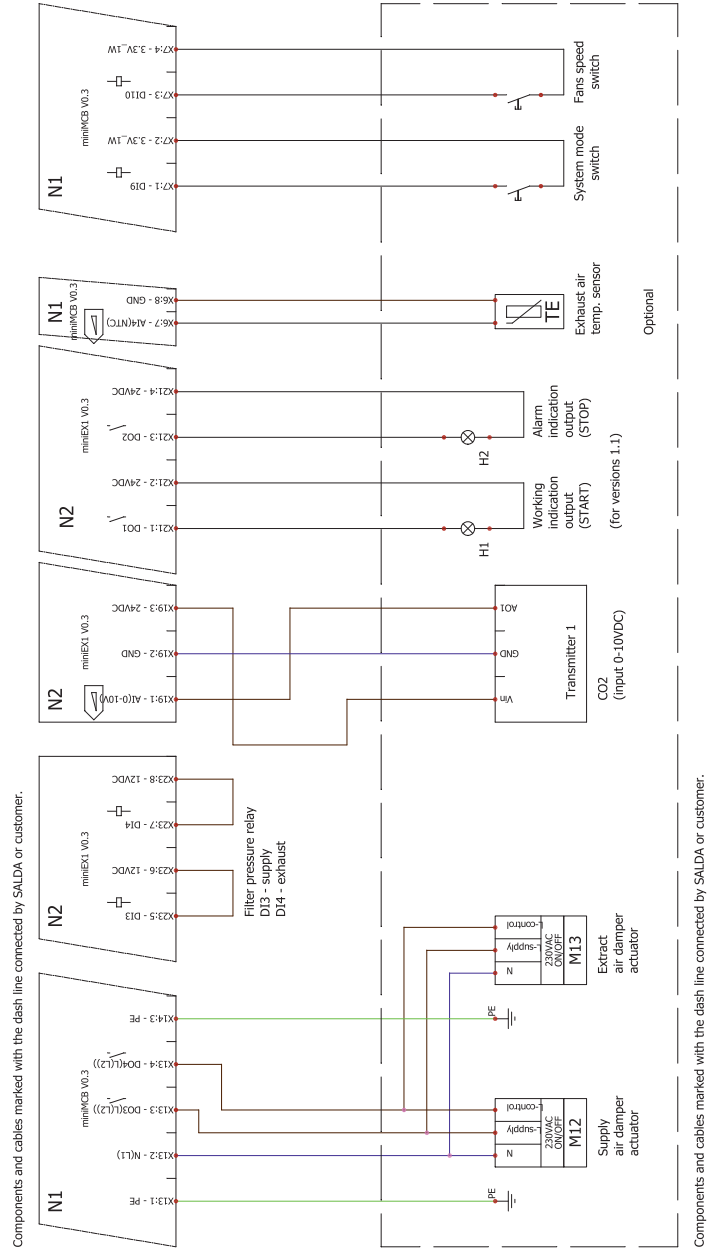 Components and cables marked with the dash line connected by SALDA or customer.
N1
miniMCB V0.3
X13:1 - PE
X13:2 - N(L1)
X13:3 - DO3(L(L2))
X13:4 - DO4(L(L2))
X14:3 - PE
PE
N
L-supply
L-control
230VAC
ON/OFF
M12
Supply
air damper
actuator
PE
N
L-supply
L-control
230VAC
ON/OFF
M13
Extract
air damper
actuator
N2
miniEX1 V0.3
X23:5 - DI3
X23:6 - 12VDC
X23:7 - DI4
X23:8 - 12VDC
Filter pressure relay
DI3 - supply
DI4 - exhaust
N2
miniEX1 V0.3
X19:1 - AI(0-10V)
X19:2 - GND
X19:3 - 24VDC
Vin
GND
AO1
Transmitter 1
CO2
(input 0-10VDC)
N2
miniEX1 V0.3
X21:1 - DO1
X21:2 - 24VDC
X21:3 - DO2
X21:4 - 24VDC
H1
Working
indication
output
(START)
H2
Alarm
indication
output
(STOP)
(for versions 1.1)
N1
miniMCB V0.3
X6:7 - AI4(NTC)
X6:8 - GND
TE
Exhaust air
temp. sensor
Optional
N1
miniMCB V0.3
X7:1 - DI9
X7:2 - 3.3V_1W
X7:3 - DI10
X7:4 - 3.3V_1W
System mode
switch
Fans speed
switch
Components and cables marked with the dash line connected by SALDA or customer.